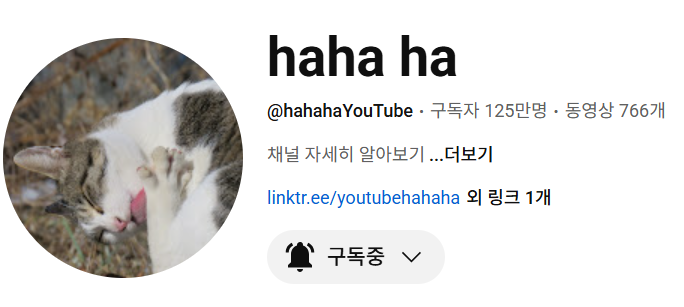 haha ha
@hahahaYouTube • 구독자 125만명 • 동영상 766개
채널 자세히 알아보기 ...더보기
linktr.ee/youtubehahaha 외 링크 1개
구독중